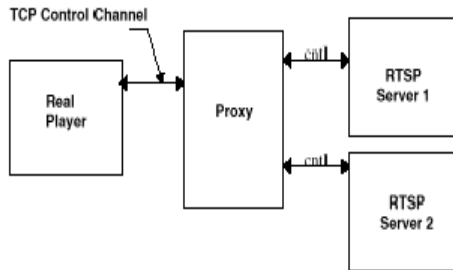 TCP Control Channel
Real
Player
Proxy
cntl
RTSP
Server 1
cntl
RTSP
Server 2